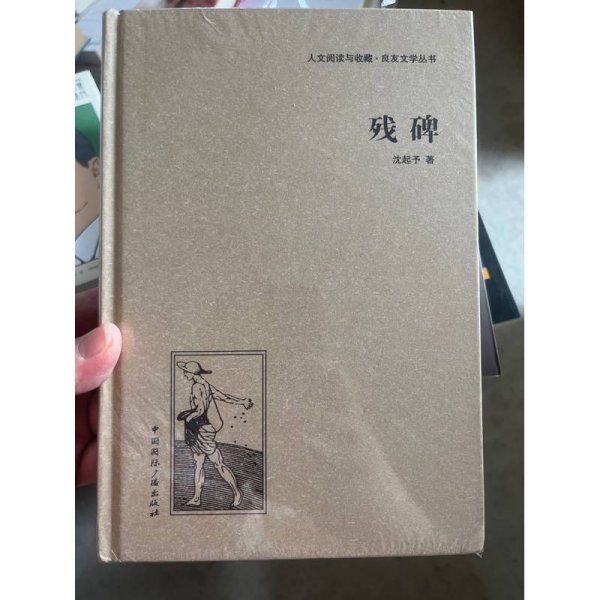 人文阅读与收藏·良友文学丛书
残碑
沈起予 著
中国国际广播出版社